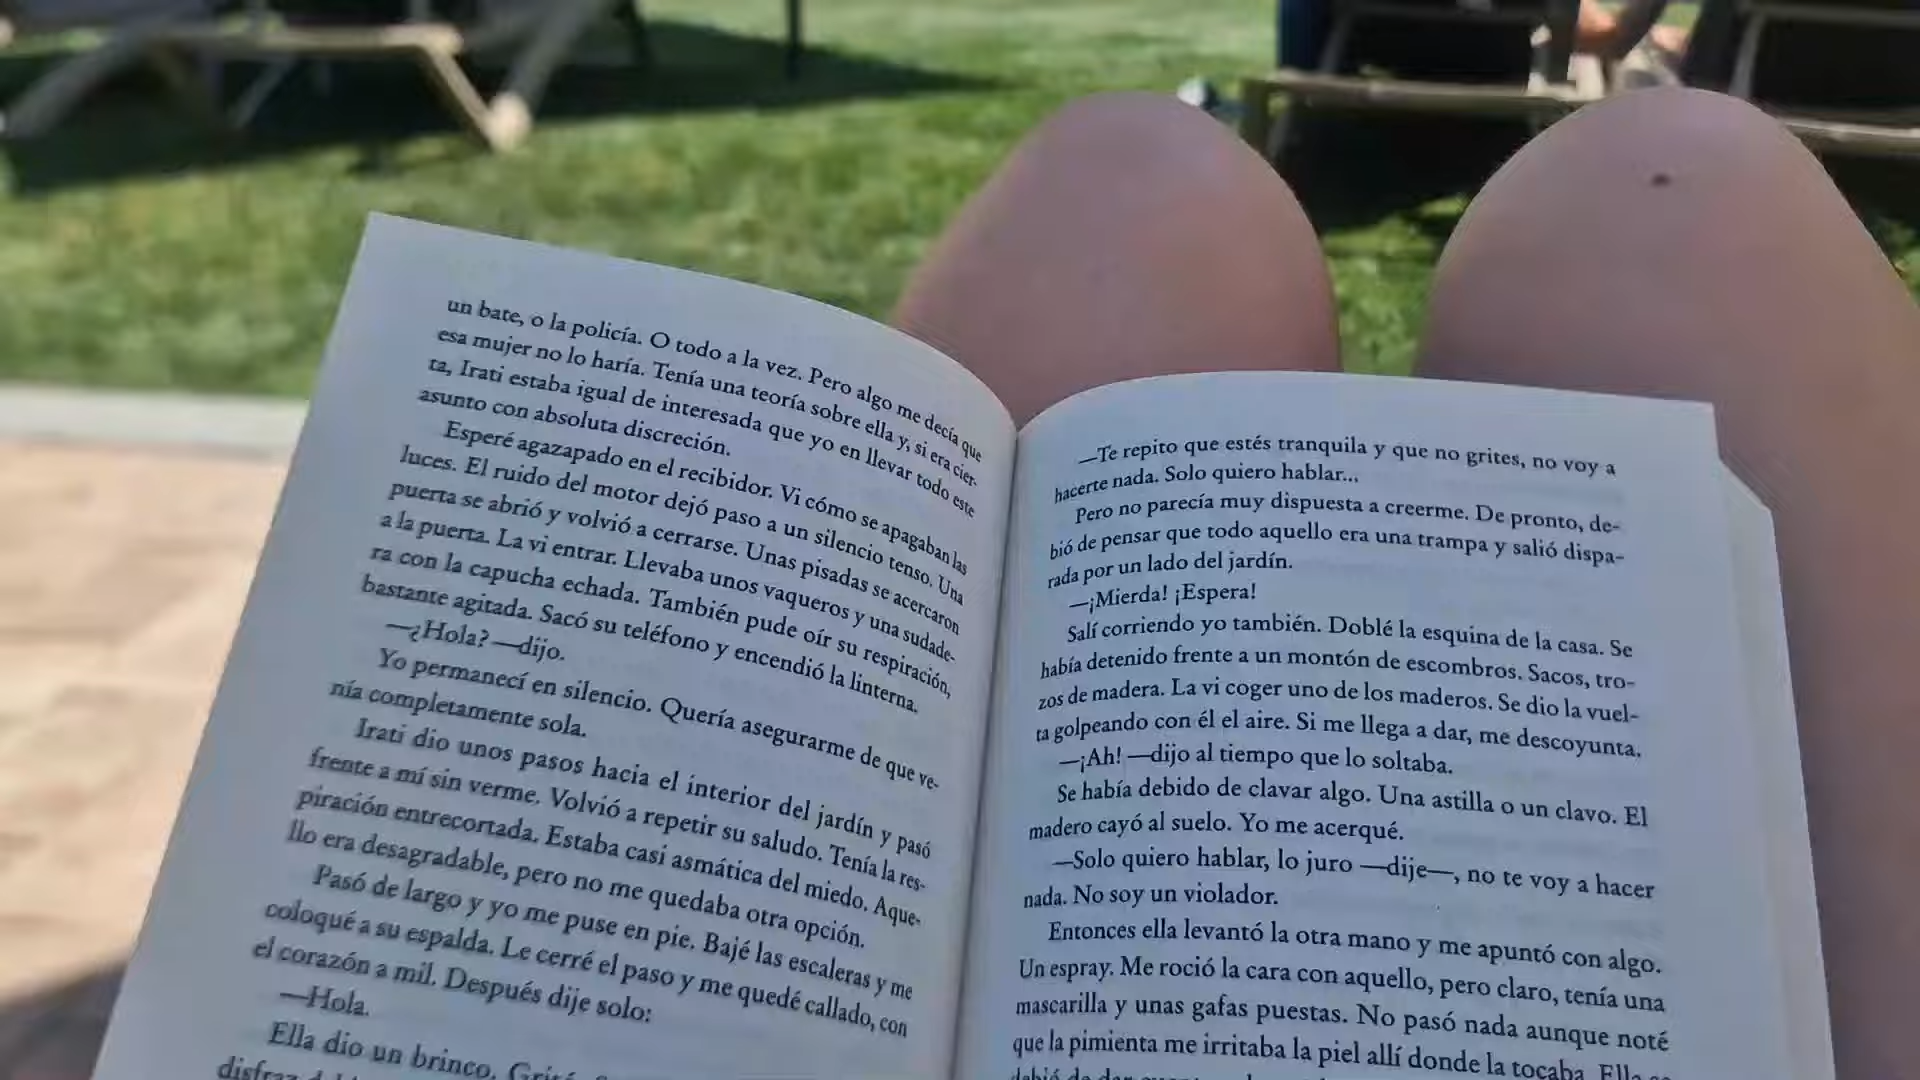 un bate, o la policía. O todo a la vez. Pero algo me decía que
esa mujer no lo haría. Tenía una teoría sobre ella y, si era cier-
ta, Irati estaba igual de interesada que yo en llevar todo este
asunto con absoluta discreción.
Esperé agazapado en el recibidor. Vi cómo se apagaban las
luces. El ruido del motor dejó paso a un silencio tenso. Una
puerta se abrió y volvió a cerrarse. Unas pisadas se acercaron
a la puerta. La vi entrar. Llevaba unos vaqueros y una sudade-
ra con la capucha echada. También pude oír su respiración,
bastante agitada. Sacó su teléfono y encendió la linterna.
—¿Hola? —dijo.
Yo permanecí en silencio. Quería asegurarme de que ve-
nía completamente sola.
Irati dio unos pasos hacia el interior del jardín y pasó
frente a mí sin verme. Volvió a repetir su saludo. Tenía la res-
piración entrecortada. Estaba casi asmática del miedo. Aque-
llo era desagradable, pero no me quedaba otra opción.
Pasó de largo y yo me puse en pie. Bajé las escaleras y me
coloqué a su espalda. Le cerré el paso y me quedé callado, con
el corazón a mil. Después dije solo:
—Hola.
Ella dio un brinco. Gritó.
disfraz
—Te repito que estés tranquila y que no grites, no voy a
hacerte nada. Solo quiero hablar...
Pero no parecía muy dispuesta a creerme. De pronto, de-
bió de pensar que todo aquello era una trampa y salió dispa-
rada por un lado del jardín.
—¡Mierda! ¡Espera!
Salí corriendo yo también. Doblé la esquina de la casa. Se
había detenido frente a un montón de escombros. Sacos, tro-
zos de madera. La vi coger uno de los maderos. Se dio la vuel-
ta golpeando con él el aire. Si me llega a dar, me descoyunta.
—¡Ah! —dijo al tiempo que lo soltaba.
Se había debido de clavar algo. Una astilla o un clavo. El
madero cayó al suelo. Yo me acerqué.
—Solo quiero hablar, lo juro —dije—, no te voy a hacer
nada. No soy un violador.
Entonces ella levantó la otra mano y me apuntó con algo.
Un espray. Me roció la cara con aquello, pero claro, tenía una
mascarilla y unas gafas puestas. No pasó nada aunque noté
que la pimienta me irritaba la piel allí donde la tocaba. Ella
debió de dar